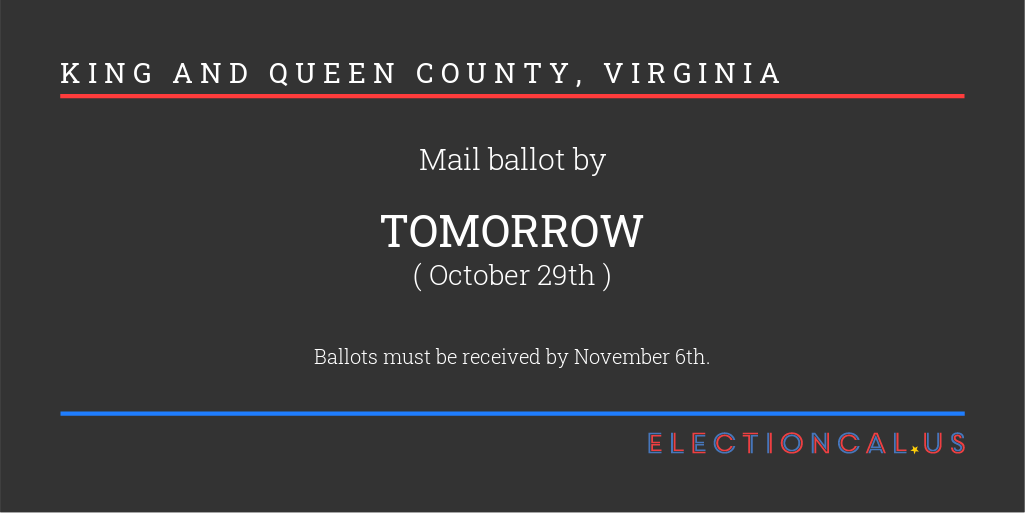 KING AND QUEEN COUNTY, VIRGINIA
Mail ballot by
TOMORROW
( October 29th )
Ballots must be received by November 6th.
ELECTIONCAL.US